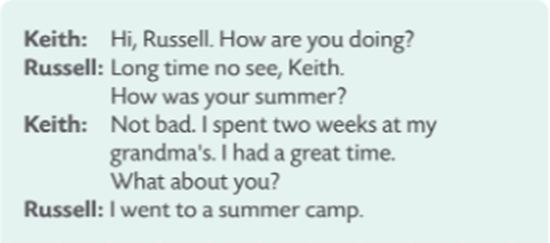 Keith: Hi, Russell. How are you doing?
Russell: Long time no see, Keith.
How was your summer?
Keith: Not bad. I spent two weeks at my
grandma's. I had a great time.
What about you?
Russell: I went to a summer camp.